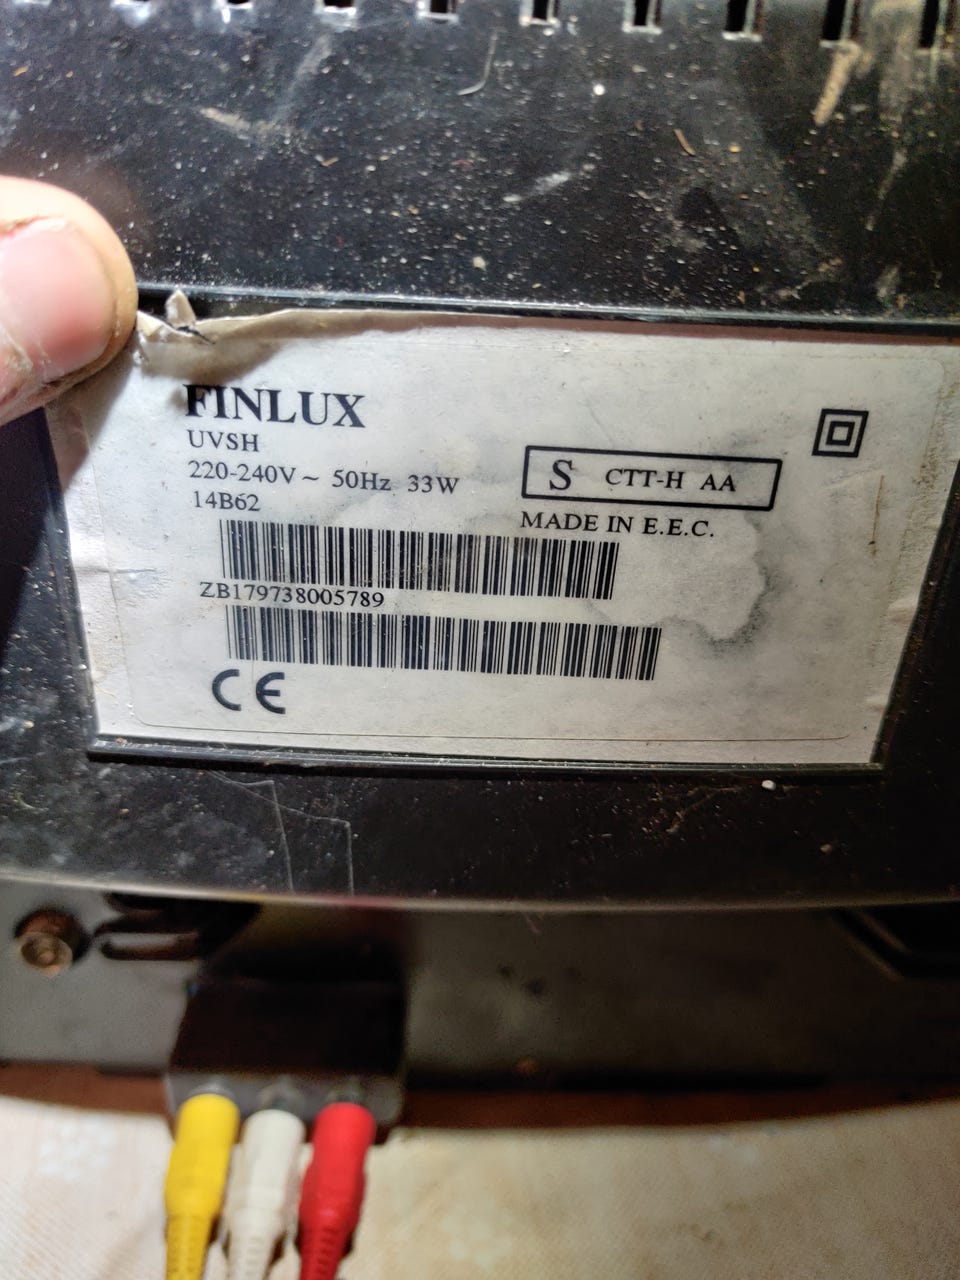 FINLUX
UVSH
220-240V ~ 50Hz 33W
14B62
S CTT-H AA
MADE IN E.E.C.
ZB179738005789
CE